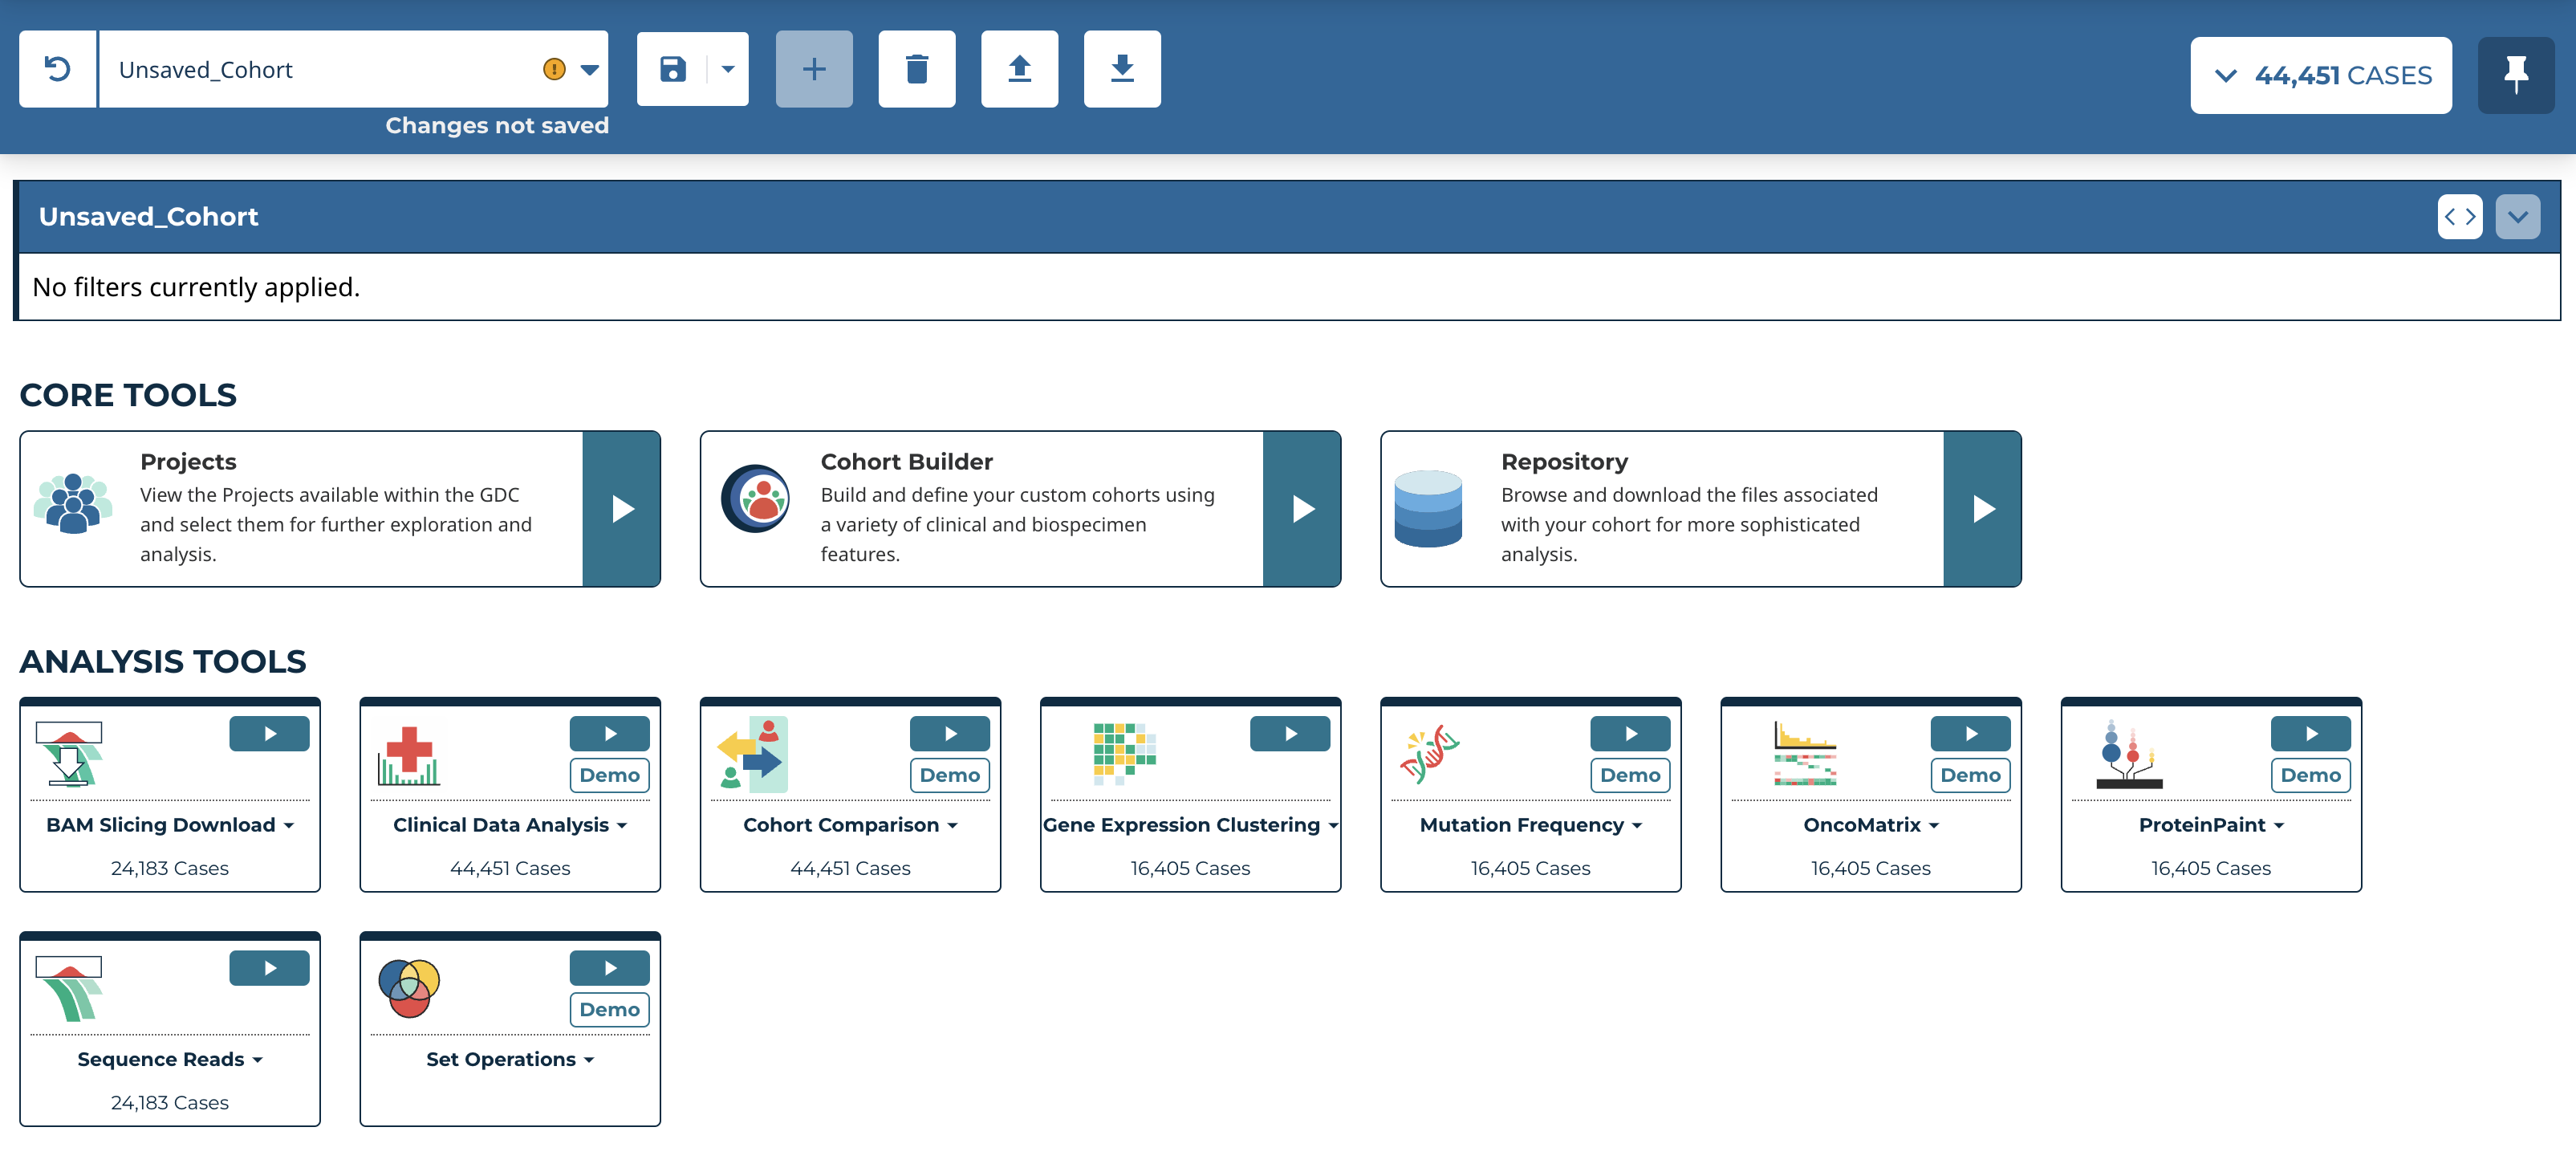 Unsaved_Cohort
44,451 CASES
Changes not saved
Unsaved_Cohort
No filters currently applied.
CORE TOOLS
Projects
View the Projects available within the GDC
and select them for further exploration and
analysis.
Cohort Builder
Build and define your custom cohorts using
a variety of clinical and biospecimen
features.
Repository
Browse and download the files associated
with your cohort for more sophisticated
analysis.
ANALYSIS TOOLS
BAM Slicing Download
24,183 Cases
Demo
Clinical Data Analysis
44,451 Cases
Demo
Cohort Comparison
44,451 Cases
Gene Expression Clustering
16,405 Cases
Demo
Mutation Frequency
16,405 Cases
Demo
OncoMatrix
16,405 Cases
Demo
ProteinPaint
16,405 Cases
Sequence Reads
24,183 Cases
Demo
Set Operations